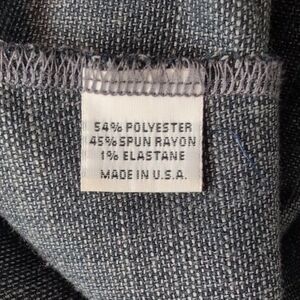 54% POLYESTER
45% SPUN RAYON
1% ELASTANE
MADE IN U.S.A.